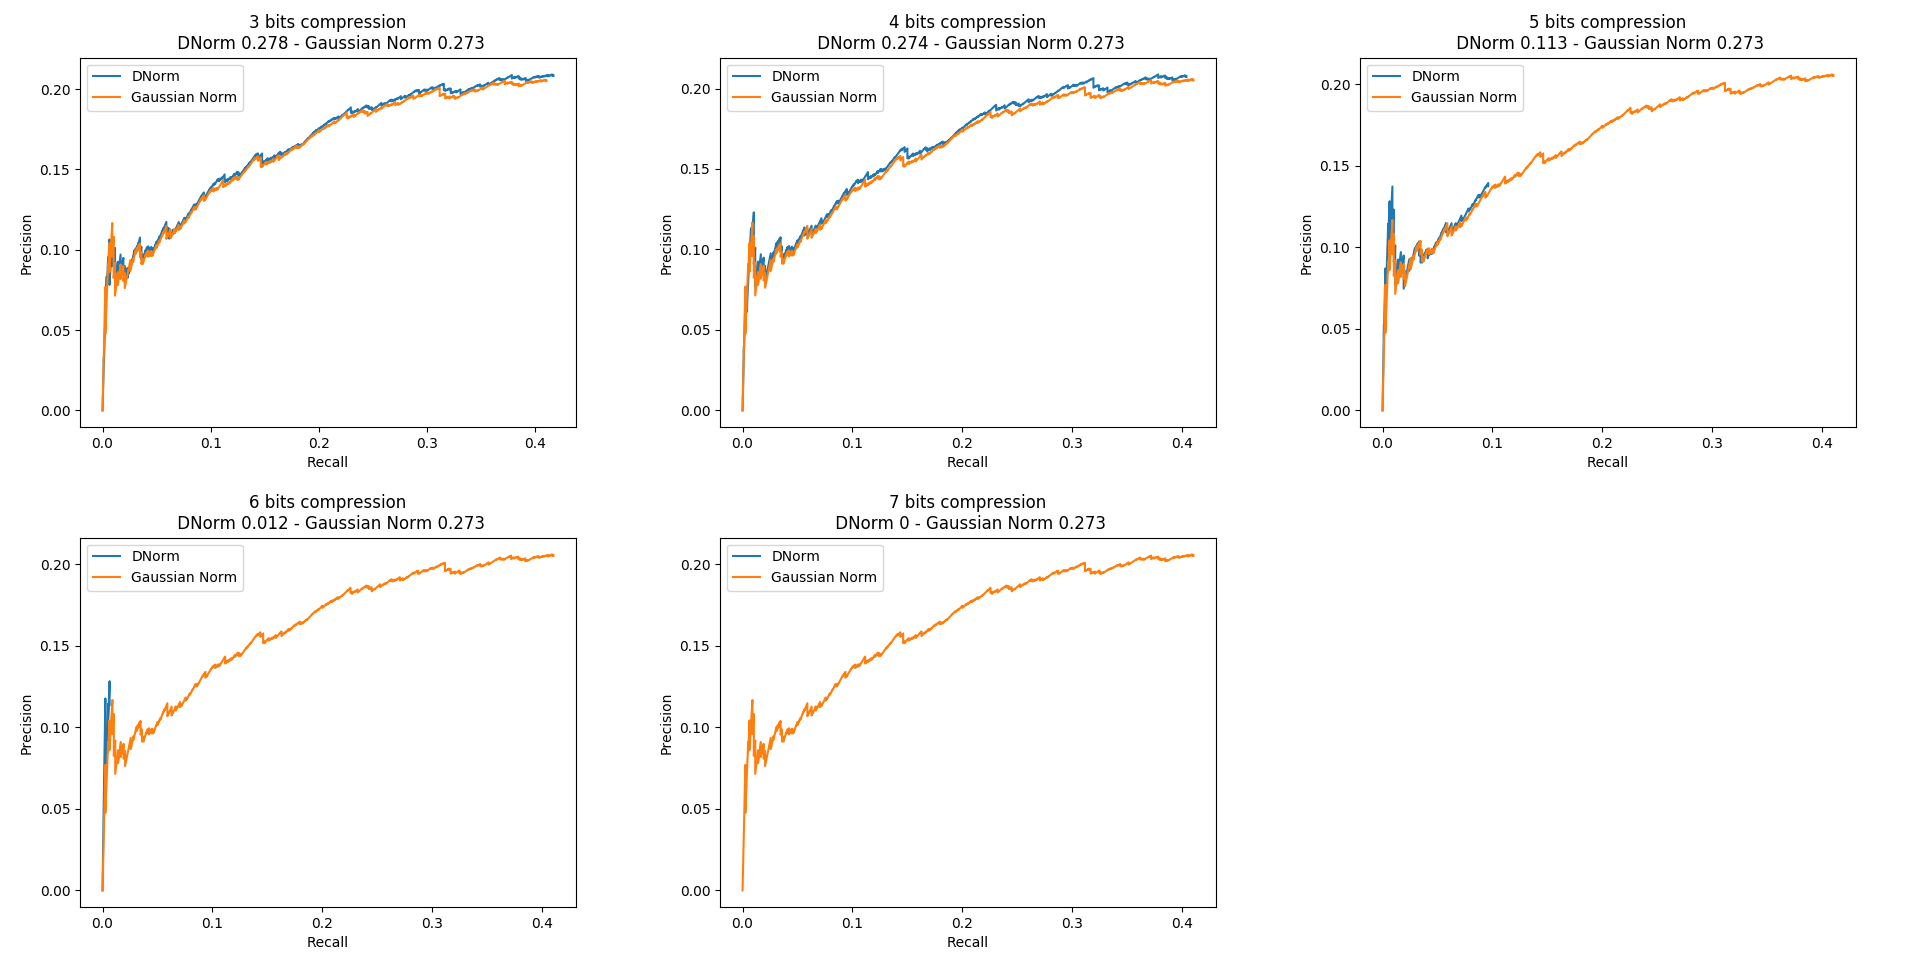 3 bits compression
DNorm 0.278 - Gaussian Norm 0.273
DNorm
Gaussian Norm
0.20
0.15
0.10
0.05
0.00
Precision
0.0 0.1 0.2 0.3 0.4
Recall
4 bits compression
DNorm 0.274 - Gaussian Norm 0.273
DNorm
Gaussian Norm
0.20
0.15
0.10
0.05
0.00
Precision
0.0 0.1 0.2 0.3 0.4
Recall
5 bits compression
DNorm 0.113 - Gaussian Norm 0.273
DNorm
Gaussian Norm
0.20
0.15
0.10
0.05
0.00
Precision
0.0 0.1 0.2 0.3 0.4
Recall
6 bits compression
DNorm 0.012 - Gaussian Norm 0.273
DNorm
Gaussian Norm
0.20
0.15
0.10
0.05
0.00
Precision
0.0 0.1 0.2 0.3 0.4
Recall
7 bits compression
DNorm 0 - Gaussian Norm 0.273
DNorm
Gaussian Norm
0.20
0.15
0.10
0.05
0.00
Precision
0.0 0.1 0.2 0.3 0.4
Recall